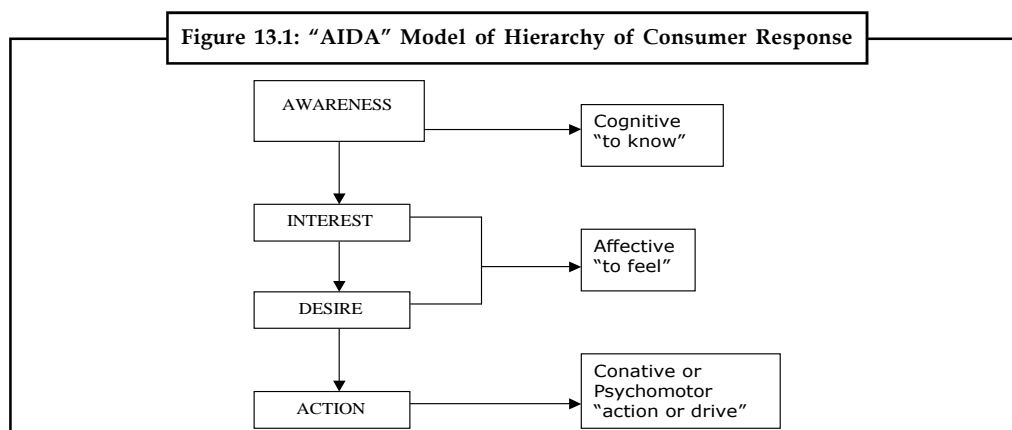 Figure 13.1: “AIDA” Model of Hierarchy of Consumer Response
AWARENESS
Cognitive
“to know”
INTEREST
Affective
“to feel”
DESIRE
Conative or
Psychomotor
“action or drive”
ACTION